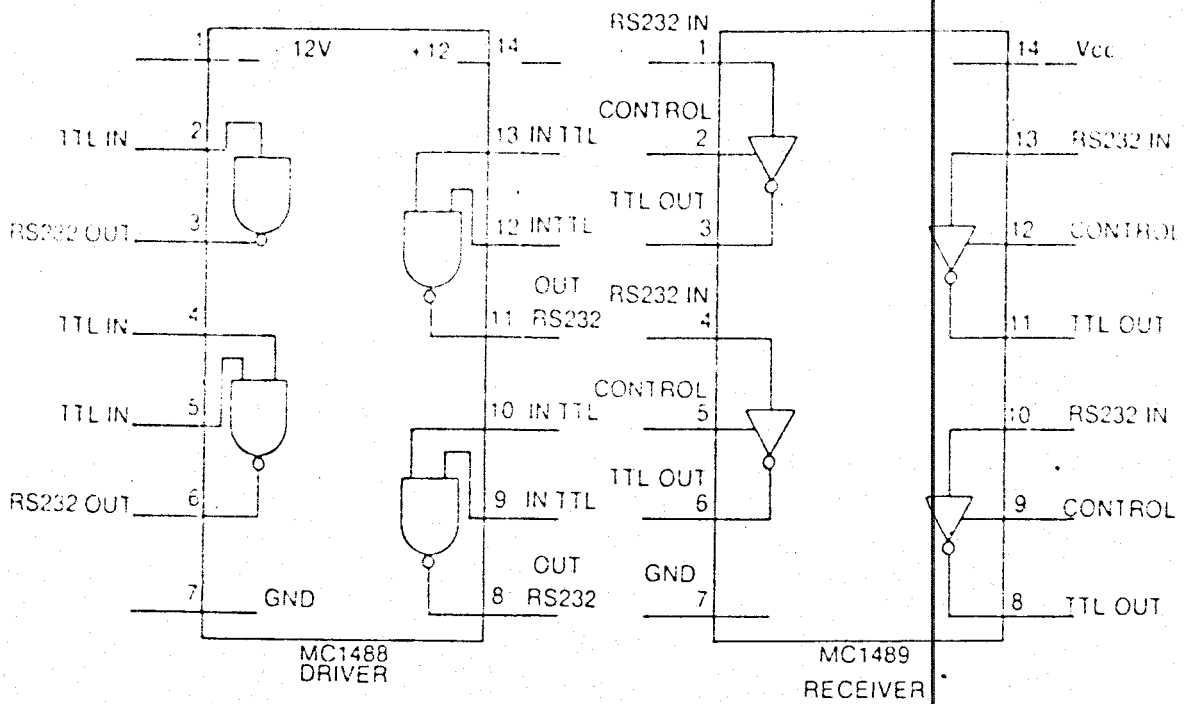 1
12V
+12
14
TTL IN
2
13 IN TTL
RS232 OUT
3
12 INTTL
TTL IN
4
OUT
11 RS232
TTL IN
5
10 IN TTL
RS232 OUT
6
9 IN TTL
7
GND
OUT
8 RS232
MC1488
DRIVER
RS232 IN
1
14
Vcc
CONTROL
2
13
RS232 IN
TTL OUT
3
12
CONTROL
RS232 IN
4
11
TTL OUT
CONTROL
5
10
RS232 IN
TTL OUT
6
9
CONTROL
GND
7
8
TTL OUT
MC1489
RECEIVER